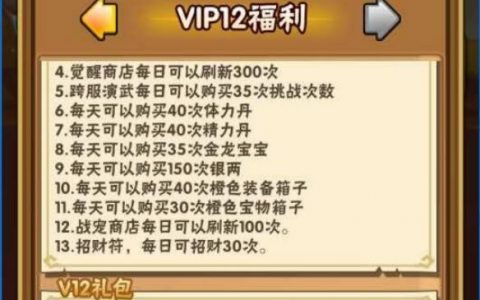 VIP12福利
4.觉醒商店每日可以刷新300次
5.跨服演武每日可以购买35次挑战次数
6.每天可以购买40次体力丹
7.每天可以购买40次精力丹
8.每天可以购买35次金龙宝宝
9.每天可以购买150次银两
10.每天可以购买40次橙色装备箱子
11.每天可以购买30次橙色宝物箱子
12.战宠商店每日可以刷新100次。
13.招财符，每日可招财30次。
V12礼包